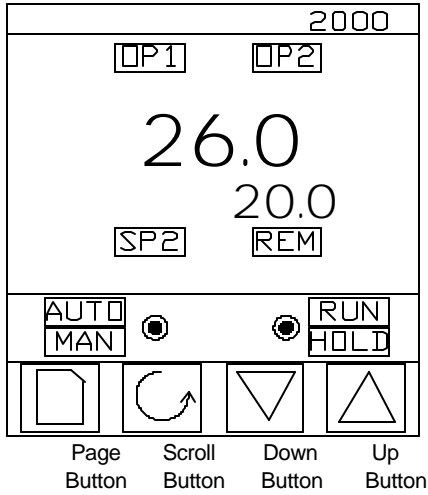 2000
OP1 OP2
26.0
20.0
SP2 REM
AUTO RUN
MAN HOLD
Page Scroll Down Up
Button Button Button Button